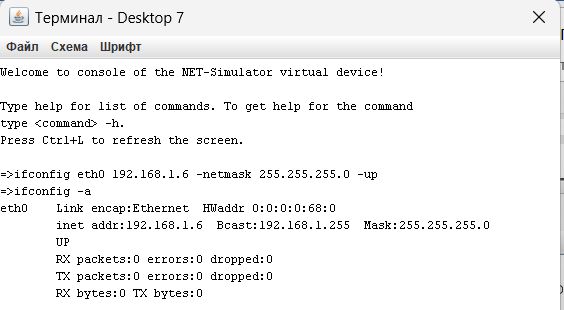 Терминал - Desktop 7
Файл Схема Шрифт
Welcome to console of the NET-Simulator virtual device!
Type help for list of commands. To get help for the command
type <command> -h.
Press Ctrl+L to refresh the screen.
=>ifconfig eth0 192.168.1.6 -netmask 255.255.255.0 -up
=>ifconfig -a
eth0 Link encap:Ethernet HWaddr 0:0:0:0:68:0
inet addr:192.168.1.6 Bcast:192.168.1.255 Mask:255.255.255.0
UP
RX packets:0 errors:0 dropped:0
TX packets:0 errors:0 dropped:0
RX bytes:0 TX bytes:0